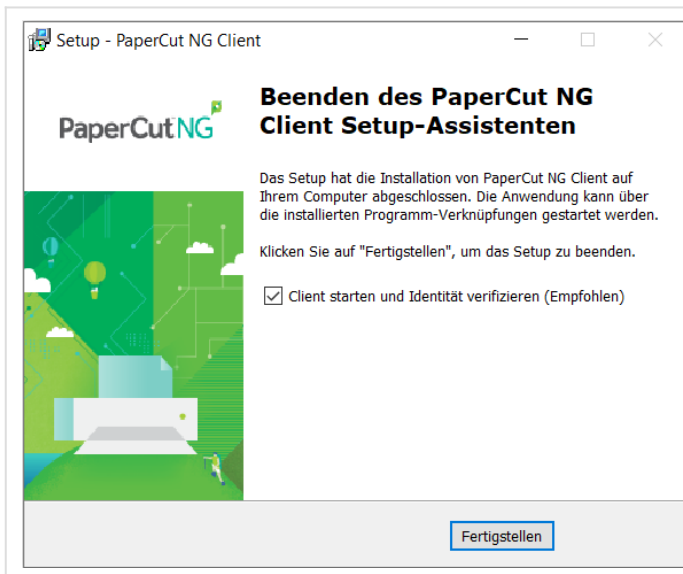 Setup - PaperCut NG Client
PaperCut NG
Beenden des PaperCut NG
Client Setup-Assistenten
Das Setup hat die Installation von PaperCut NG Client auf
Ihrem Computer abgeschlossen. Die Anwendung kann über
die installierten Programm-Verknüpfungen gestartet werden.
Klicken Sie auf "Fertigstellen", um das Setup zu beenden.
Client starten und Identität verifizieren (Empfohlen)
Fertigstellen